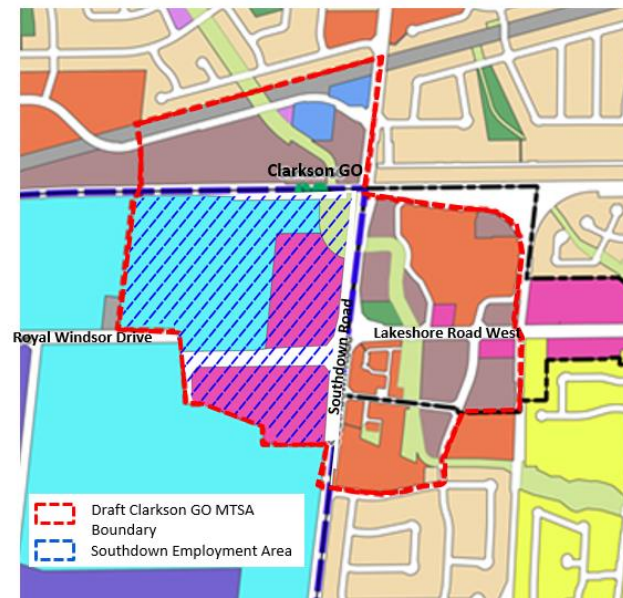 Clarkson GO
Southdown Road
Lakeshore Road West
Royal Windsor Drive
Draft Clarkson GO MTSA
Boundary
Southdown Employment Area